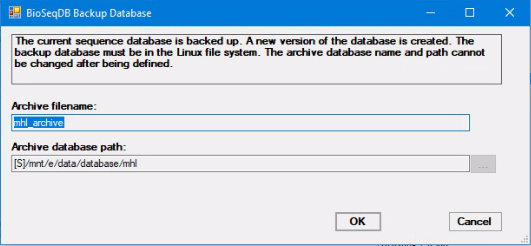 BioSeqDB Backup Database
The current sequence database is backed up. A new version of the database is created. The
backup database must be in the Linux file system. The archive database name and path cannot
be changed after being defined.
Archive filename:
mhl_archive
Archive database path:
[S]/mnt/e/data/database/mhl
...
OK
Cancel